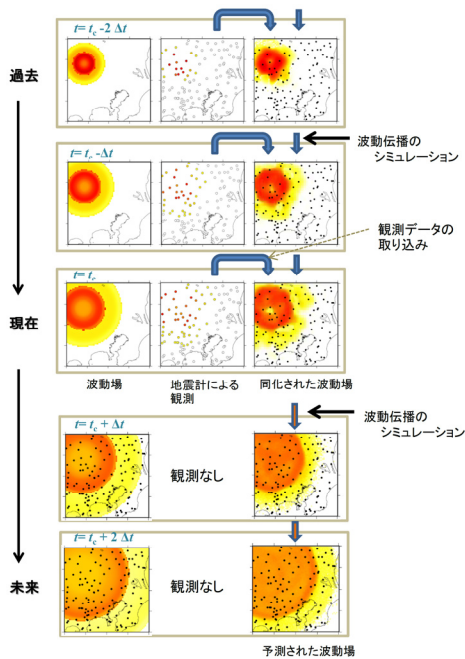 t= tc -2 Δt
過去
t= tc -Δt
波動伝播の
シミュレーション
観測データの
取り込み
t= tc
現在
波動場
地震計による
観測
同化された波動場
t= tc + Δt
波動伝播の
シミュレーション
観測なし
t= tc + 2 Δt
観測なし
未来
予測された波動場